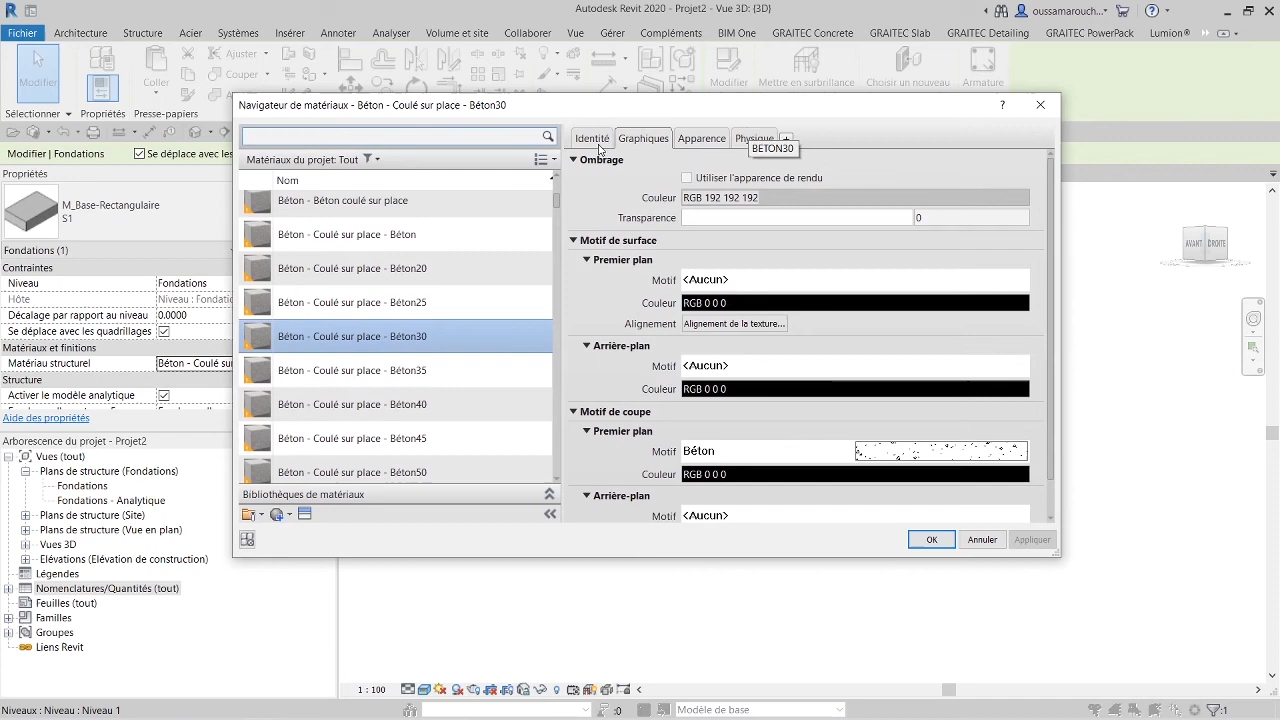 Autodesk Revit 2020 - Projet2 - Vue 3D: {3D}
oussamarouch...
Fichier Architecture Structure Acier Systèmes Insérer Annoter Analyser Volume et site Collaborer Vue Gérer Compléments BIM One GRAITEC Concrete GRAITEC Slab GRAITEC Detailing GRAITEC PowerPack Lumion®
Modifier
Coller
Ajuster
Couper
Modifier
Mettre en surbrillance
Choisir un nouveau
Armature
Sélectionner Propriétés Presse-papiers
Modifier | Fondations Se déplace avec les
Propriétés
M_Base-Rectangulaire
S1
Fondations (1)
Contraintes
Niveau Fondations
Hôte Niveau : Fondatio
Décalage par rapport au niveau 0.0000
Se déplace avec les quadrillages
Matériaux et finitions
Matériau structurel Béton - Coulé su
Structure
Activer le modèle analytique
Aide des propriétés
Arborescence du projet - Projet2
Vues (tout)
Plans de structure (Fondations)
Fondations
Fondations - Analytique
Plans de structure (Site)
Plans de structure (Vue en plan)
Vues 3D
Elévations (Elévation de construction)
Légendes
Nomenclatures/Quantités (tout)
Feuilles (tout)
Familles
Groupes
Liens Revit
Navigateur de matériaux - Béton - Coulé sur place - Béton30
Matériaux du projet: Tout
Nom
Béton - Béton coulé sur place
Béton - Coulé sur place - Béton
Béton - Coulé sur place - Béton20
Béton - Coulé sur place - Béton25
Béton - Coulé sur place - Béton30
Béton - Coulé sur place - Béton35
Béton - Coulé sur place - Béton40
Béton - Coulé sur place - Béton45
Béton - Coulé sur place - Béton50
Bibliothèques de matériaux
Identité Graphiques Apparence Physique
BETON30
Ombrage
Utiliser l'apparence de rendu
Couleur RGB 192 192 192
Transparence 0
Motif de surface
Premier plan
Motif <Aucun>
Couleur RGB 0 0 0
Alignement Alignement de la texture...
Arrière-plan
Motif <Aucun>
Couleur RGB 0 0 0
Motif de coupe
Premier plan
Motif Béton
Couleur RGB 0 0 0
Arrière-plan
Motif <Aucun>
OK Annuler Appliquer
AVANT DROITE
1 : 100
Niveaux : Niveau : Niveau 1
:0
Modèle de base
:1